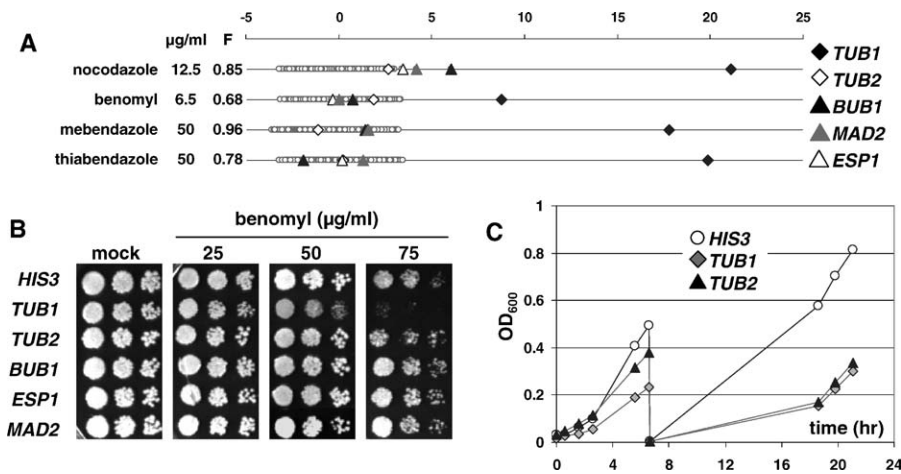 -5 0 5 10 15 20 25
A µg/ml F
nocodazole 12.5 0.85
benomyl 6.5 0.68
mebendazole 50 0.96
thiabendazole 50 0.78
TUB1
TUB2
BUB1
MAD2
ESP1
B benomyl (µg/ml)
mock 25 50 75
HIS3
TUB1
TUB2
BUB1
ESP1
MAD2
C
1
0.8
0.6
0.4
0.2
0
OD600
HIS3
TUB1
TUB2
time (hr)
0 4 8 12 16 20 24